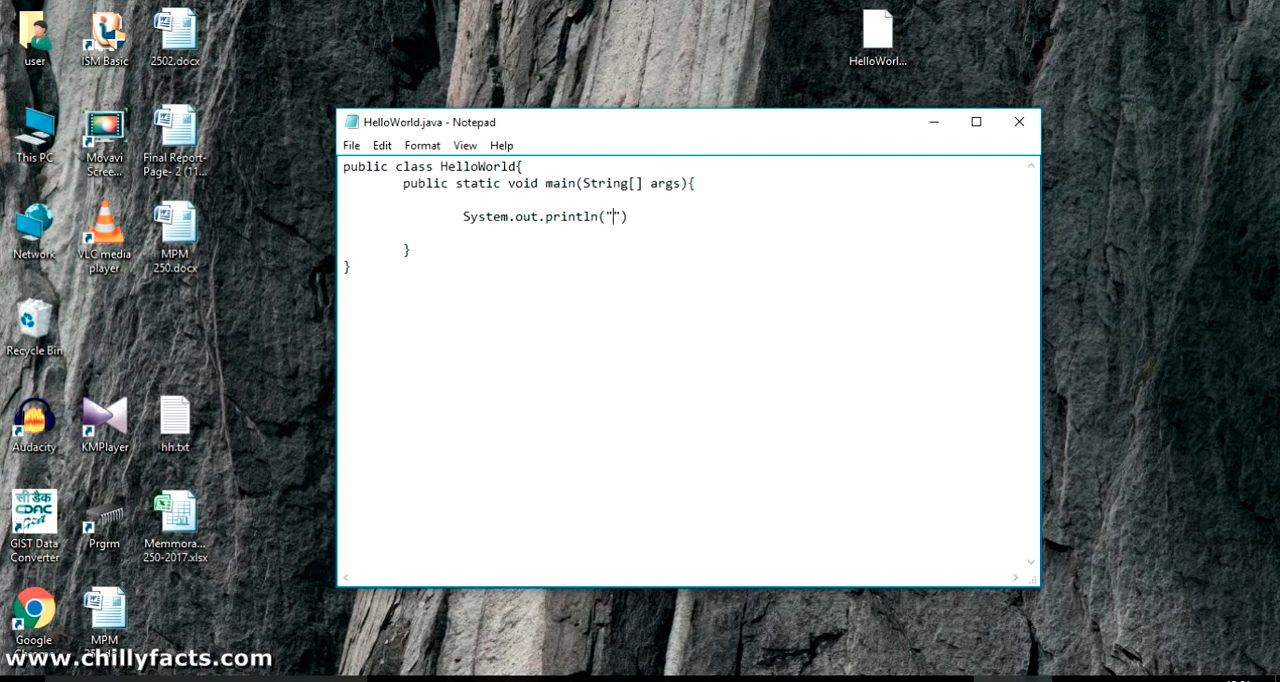 user
ISM Basic
2502.docx
HelloWorl...
This PC
Movavi
Scree...
Final Report-
Page- 2 (11...
Network
VLC media
player
MPM
250.docx
Recycle Bin
Audacity
KMPlayer
hh.txt
सी डैक
CDAC
GIST Data
Converter
Prgrm
Memmora...
250-2017.xlsx
Google
MPM
www.chillyfacts.com
HelloWorld.java - Notepad
File Edit Format View Help
public class HelloWorld{
public static void main(String[] args){
System.out.println("")
}
}